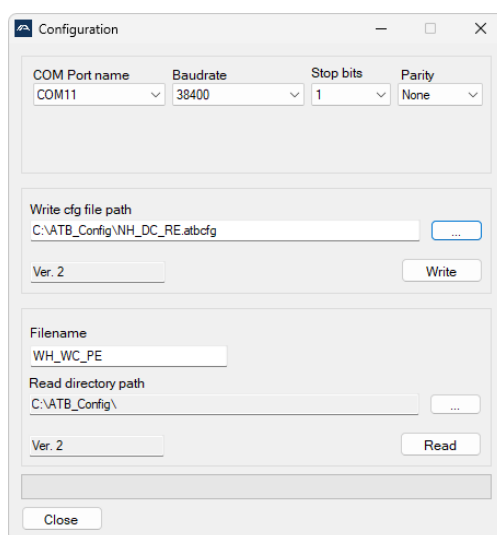 Configuration
COM Port name Baudrate Stop bits Parity
COM11 38400 1 None
Write cfg file path
C:\ATB_Config\NH_DC_RE.atbcfg ...
Ver. 2 Write
Filename
WH_WC_PE
Read directory path
C:\ATB_Config\ ...
Ver. 2 Read
Close